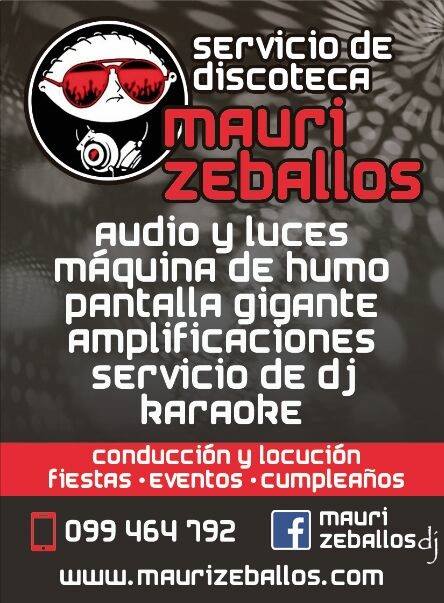 servicio de
discoteca
mauri
zeballos
audio y luces
máquina de humo
pantalla gigante
amplificaciones
servicio de dj
karaoke
conducción y locución
fiestas · eventos · cumpleaños
099 464 792
mauri
zeballos dj
www.maurizeballos.com